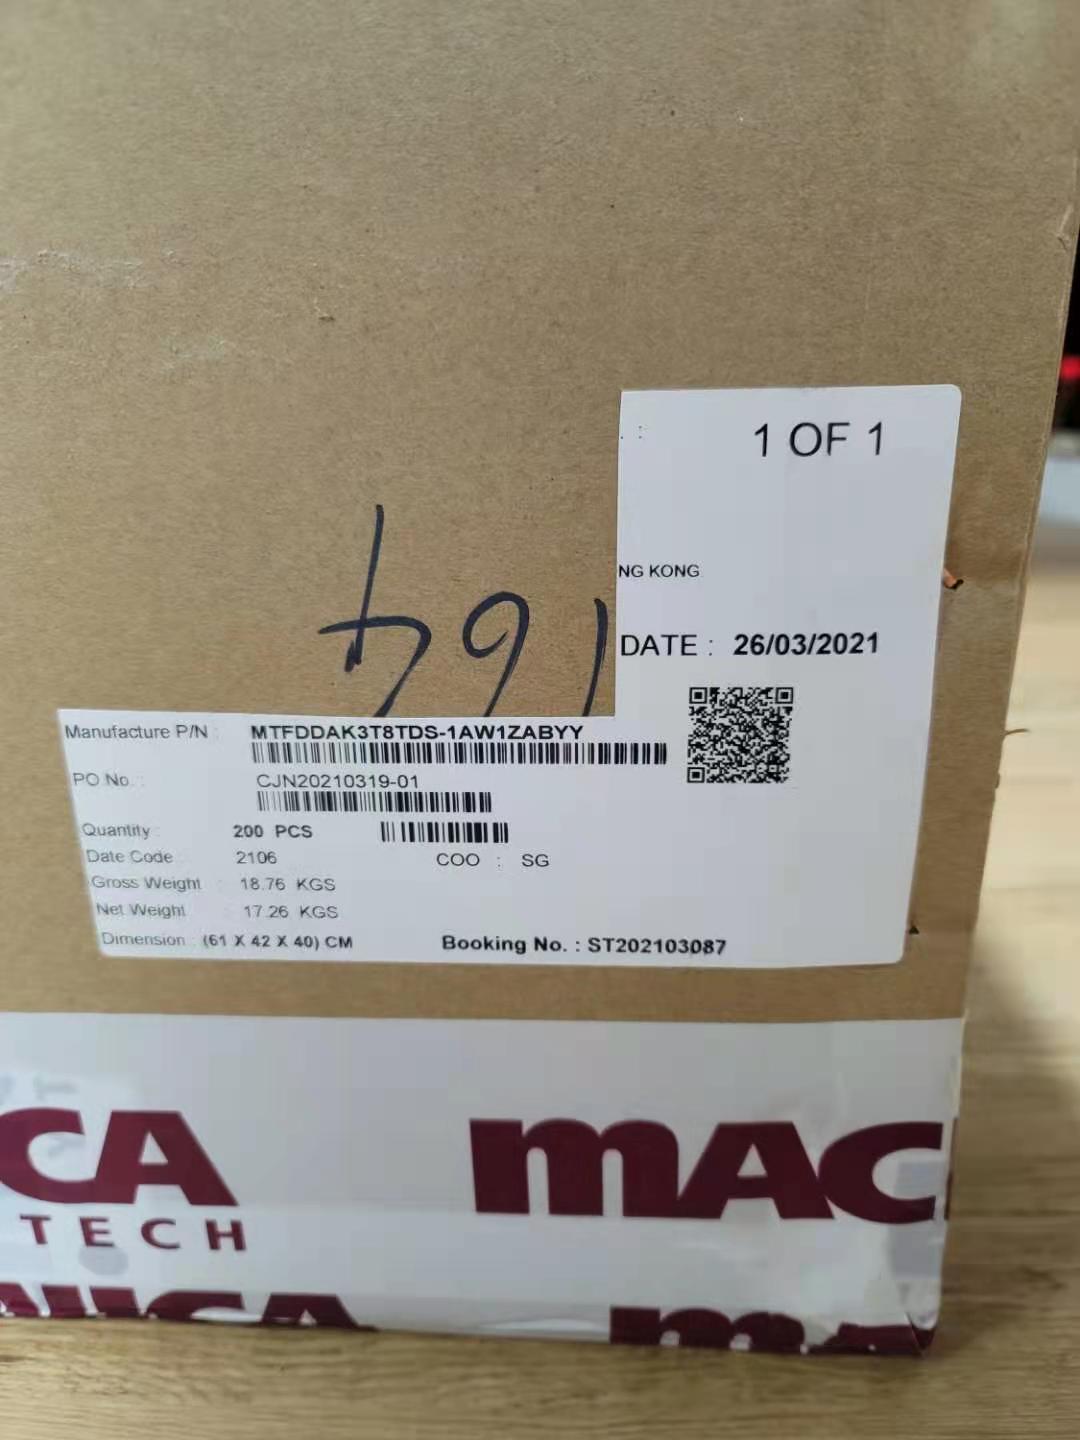 1 OF 1
NG KONG
DATE : 26/03/2021
164
Manufacture P/N : MTFDDAK3T8TDS-1AW1ZABYY
PO No. : CJN20210319-01
Quantity : 200 PCS
Date Code : 2106 COO : SG
Gross Weight : 18.76 KGS
Net Weight : 17.26 KGS
Dimension : (61 X 42 X 40) CM Booking No. : ST202103087
CA MAC
TECH